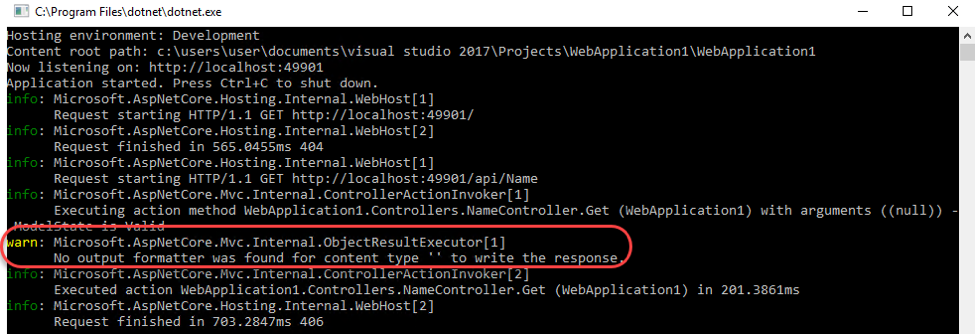 C:\Program Files\dotnet\dotnet.exe
Hosting environment: Development
Content root path: c:\users\user\documents\visual studio 2017\Projects\WebApplication1\WebApplication1
Now listening on: http://localhost:49901
Application started. Press Ctrl+C to shut down.
info: Microsoft.AspNetCore.Hosting.Internal.WebHost[1]
      Request starting HTTP/1.1 GET http://localhost:49901/
info: Microsoft.AspNetCore.Hosting.Internal.WebHost[2]
      Request finished in 565.0455ms 404
info: Microsoft.AspNetCore.Hosting.Internal.WebHost[1]
      Request starting HTTP/1.1 GET http://localhost:49901/api/Name
info: Microsoft.AspNetCore.Mvc.Internal.ControllerActionInvoker[1]
      Executing action method WebApplication1.Controllers.NameController.Get (WebApplication1) with arguments ((null)) -
 ModelState is Valid
warn: Microsoft.AspNetCore.Mvc.Internal.ObjectResultExecutor[1]
      No output formatter was found for content type '' to write the response.
info: Microsoft.AspNetCore.Mvc.Internal.ControllerActionInvoker[2]
      Executed action WebApplication1.Controllers.NameController.Get (WebApplication1) in 201.3861ms
info: Microsoft.AspNetCore.Hosting.Internal.WebHost[2]
      Request finished in 703.2847ms 406